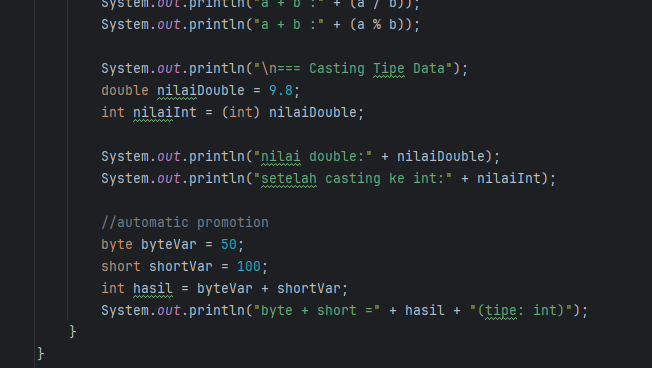 System.out.println("a + b :" + (a / b));
System.out.println("a + b :" + (a % b));
System.out.println("\n=== Casting Tipe Data");
double nilaiDouble = 9.8;
int nilaiInt = (int) nilaiDouble;
System.out.println("nilai double:" + nilaiDouble);
System.out.println("setelah casting ke int:" + nilaiInt);
//automatic promotion
byte byteVar = 50;
short shortVar = 100;
int hasil = byteVar + shortVar;
System.out.println("byte + short =" + hasil + "(tipe: int)");
}
}